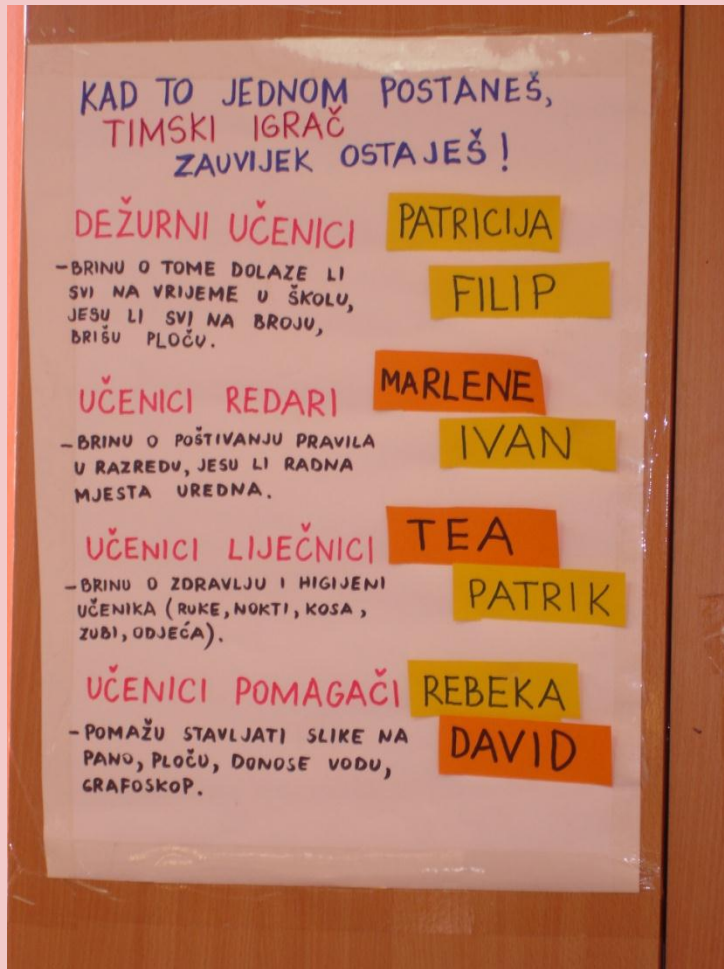 KAD TO JEDNOM POSTANEŠ,
TIMSKI IGRAČ
ZAUVIJEK OSTAJEŠ!
DEŽURNI UČENICI
PATRICIJA
- BRINU O TOME DOLAZE LI
SVI NA VRIJEME U ŠKOLU,
JESU LI SVI NA BROJU,
BRIŠU PLOČU.
FILIP
UČENICI REDARI
MARLENE
- BRINU O POŠTIVANJU PRAVILA
U RAZREDU, JESU LI RADNA
MJESTA UREDNA.
IVAN
UČENICI LIJEČNICI
TEA
- BRINU O ZDRAVLJU I HIGIJENI
UČENIKA (RUKE, NOKTI, KOSA,
ZUBI, ODJEĆA).
PATRIK
UČENICI POMAGAČI
REBEKA
- POMAŽU STAVLJATI SLIKE NA
PANO, PLOČU, DONOSE VODU,
GRAFOSKOP.
DAVID